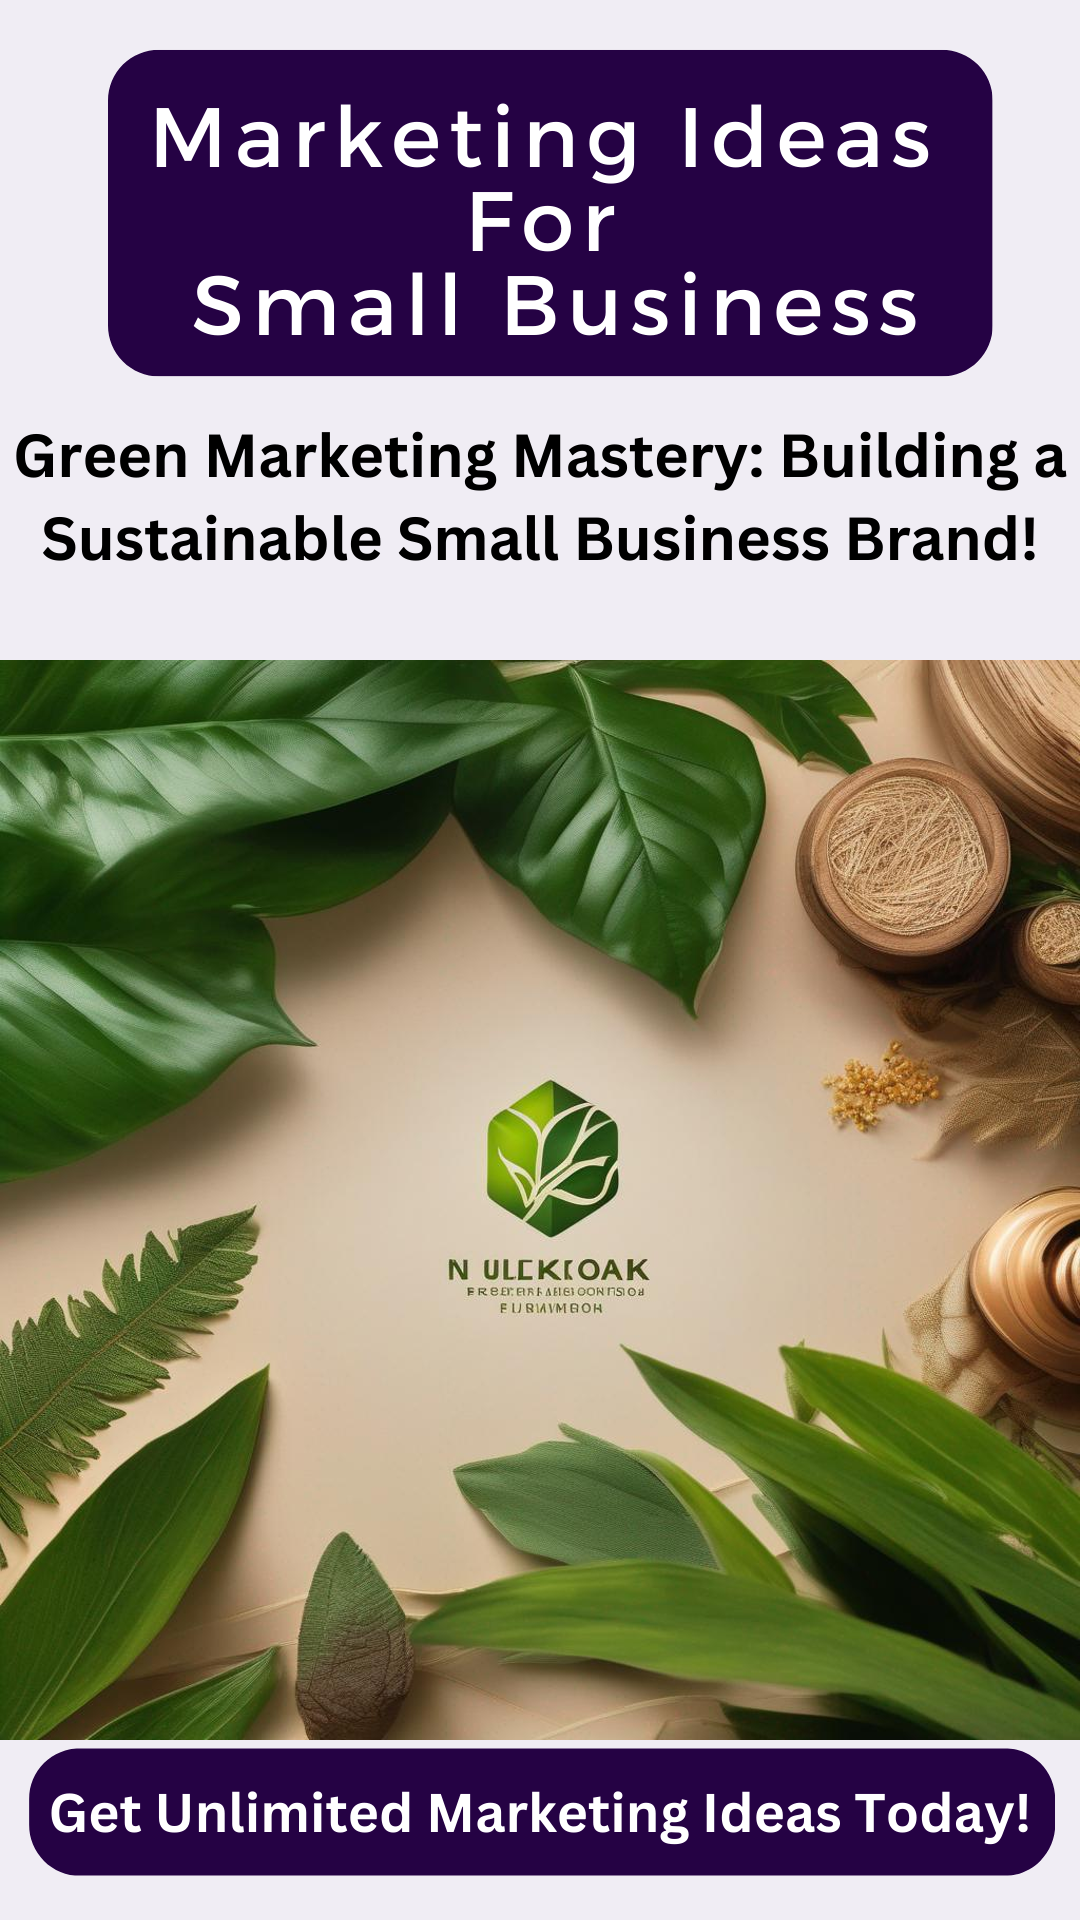 Marketing Ideas
For
Small Business
Green Marketing Mastery: Building a
Sustainable Small Business Brand!
Get Unlimited Marketing Ideas Today!